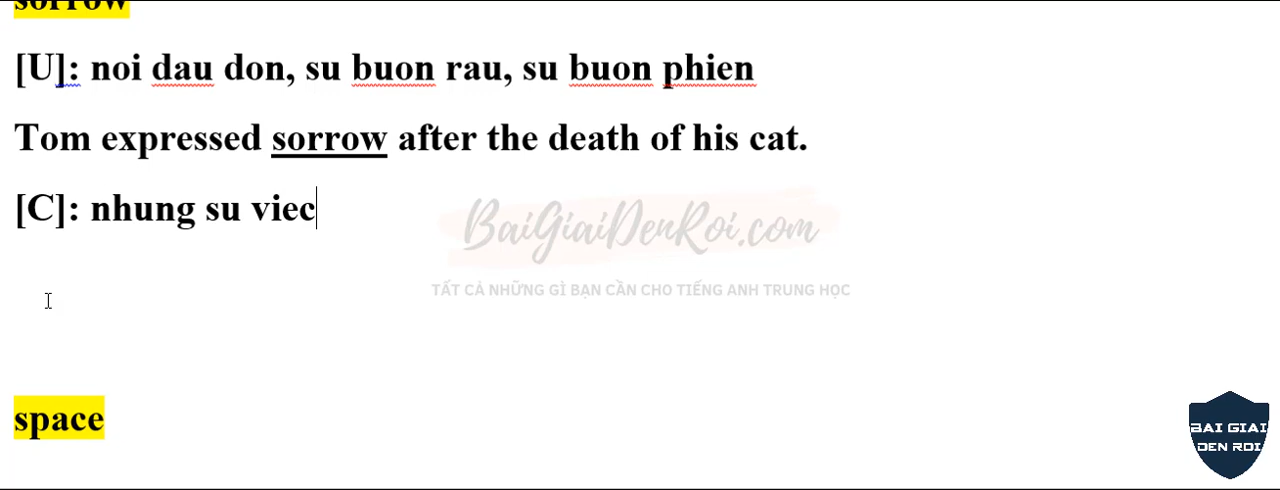 sorrow
[U]: noi dau don, su buon rau, su buon phien
Tom expressed sorrow after the death of his cat.
[C]: nhung su viec
BaiGiaiDenRoi.com
TẤT CẢ NHỮNG GÌ BẠN CẦN CHO TIẾNG ANH TRUNG HỌC
space
BAI GIAI
DEN ROI